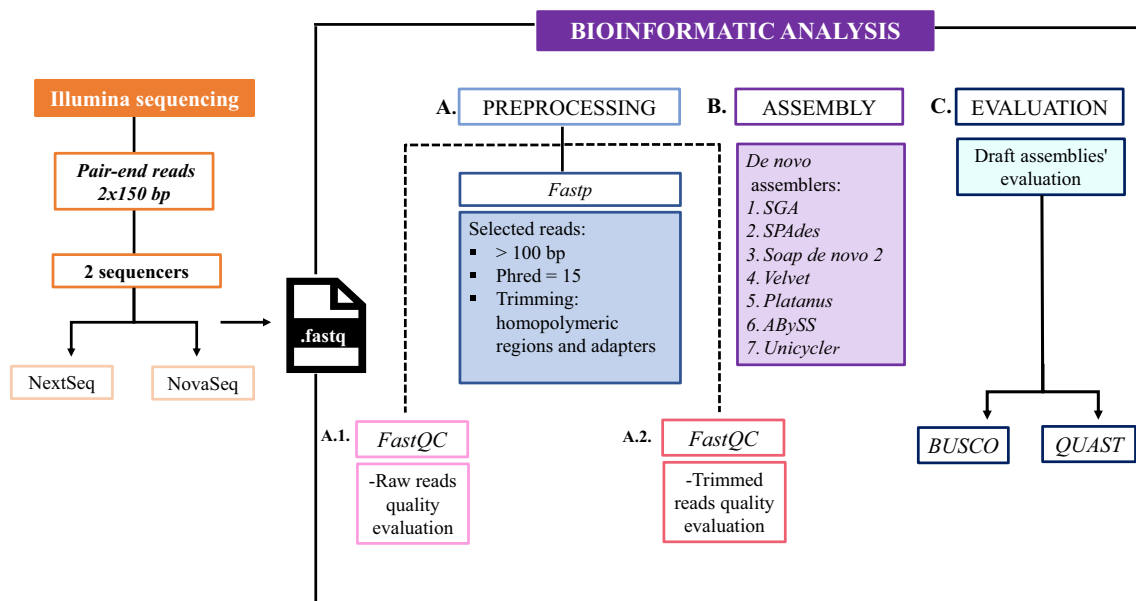 BIOINFORMATIC ANALYSIS
Illumina sequencing
Pair-end reads
2x150 bp
2 sequencers
NextSeq
NovaSeq
.fastq
A.
PREPROCESSING
Fastp
Selected reads:
▪ > 100 bp
▪ Phred = 15
▪ Trimming:
homopolymeric
regions and adapters
A.1.
FastQC
-Raw reads
quality
evaluation
A.2.
FastQC
-Trimmed
reads quality
evaluation
B.
ASSEMBLY
De novo
assemblers:
1. SGA
2. SPAdes
3. Soap de novo 2
4. Velvet
5. Platanus
6. ABySS
7. Unicycler
C.
EVALUATION
Draft assemblies'
evaluation
BUSCO
QUAST